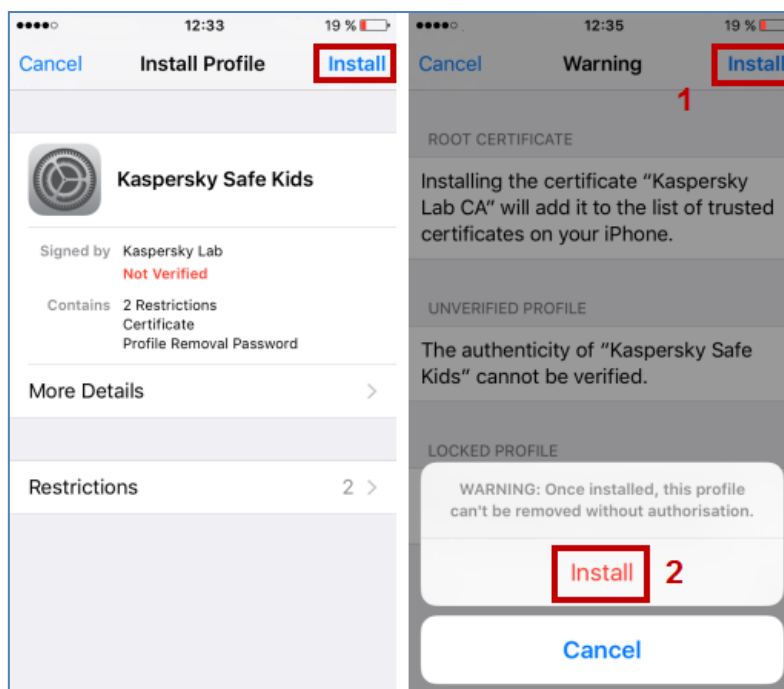 12:33
19 %
Cancel
Install Profile
Install
Kaspersky Safe Kids
Signed by
Kaspersky Lab
Not Verified
Contains
2 Restrictions
Certificate
Profile Removal Password
More Details
Restrictions
2
12:35
19 %
Cancel
Warning
Install
1
ROOT CERTIFICATE
Installing the certificate “Kaspersky
Lab CA” will add it to the list of trusted
certificates on your iPhone.
UNVERIFIED PROFILE
The authenticity of “Kaspersky Safe
Kids” cannot be verified.
LOCKED PROFILE
WARNING: Once installed, this profile
can't be removed without authorisation.
Install
2
Cancel